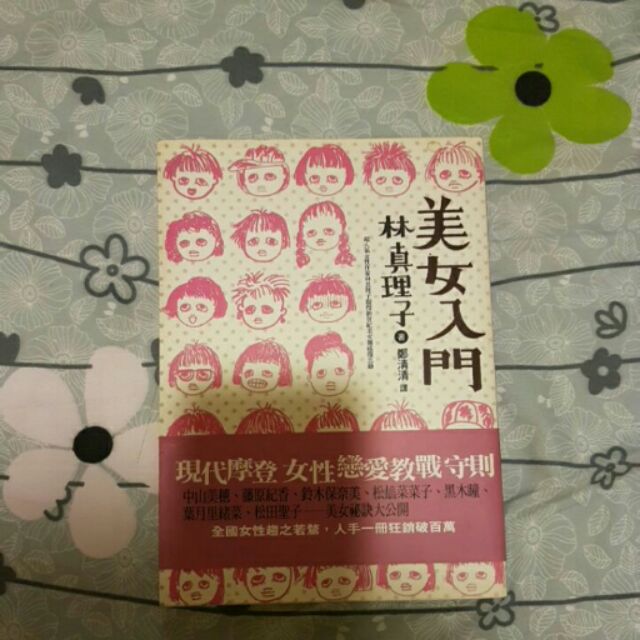 美女入門
林真理子 著
鄭清清 譯
現代摩登女性戀愛教戰守則
中山美穗、藤原紀香、鈴木保奈美、松嶋菜菜子、黑木瞳、
葉月里緒菜、松田聖子——美女祕訣大公開
全國女性趨之若鶩，人手一冊狂銷破百萬